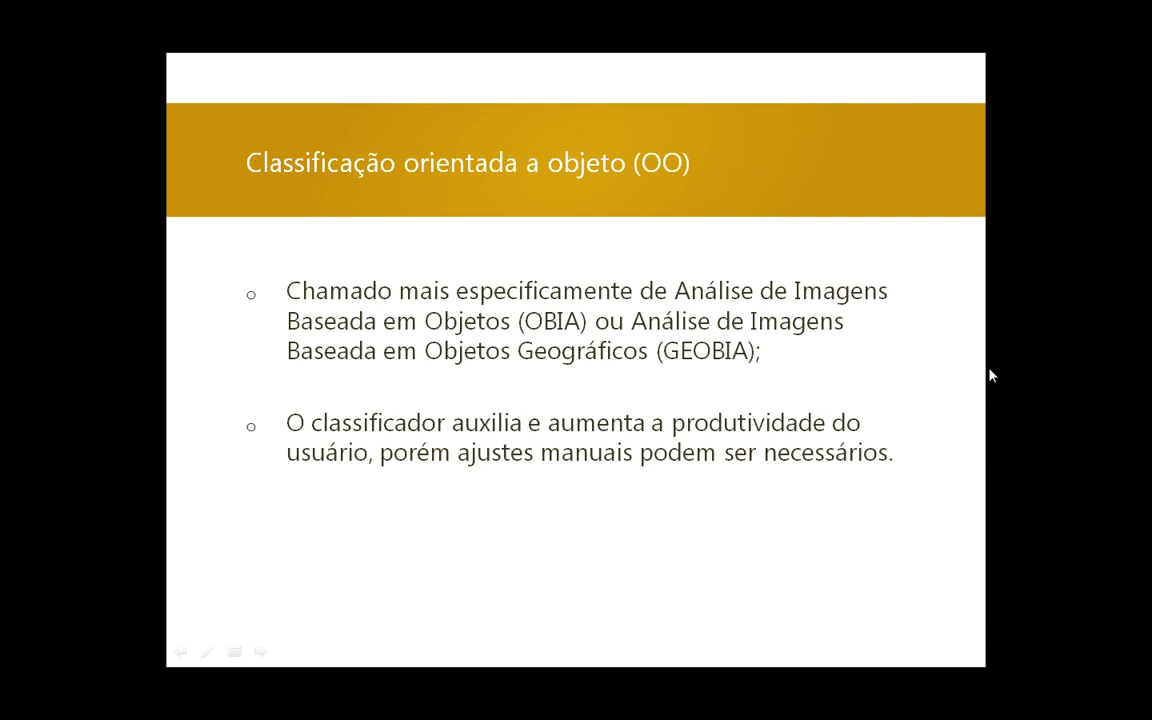 Classificação orientada a objeto (OO)
o Chamado mais especificamente de Análise de Imagens
Baseada em Objetos (OBIA) ou Análise de Imagens
Baseada em Objetos Geográficos (GEOBIA);
o O classificador auxilia e aumenta a produtividade do
usuário, porém ajustes manuais podem ser necessários.